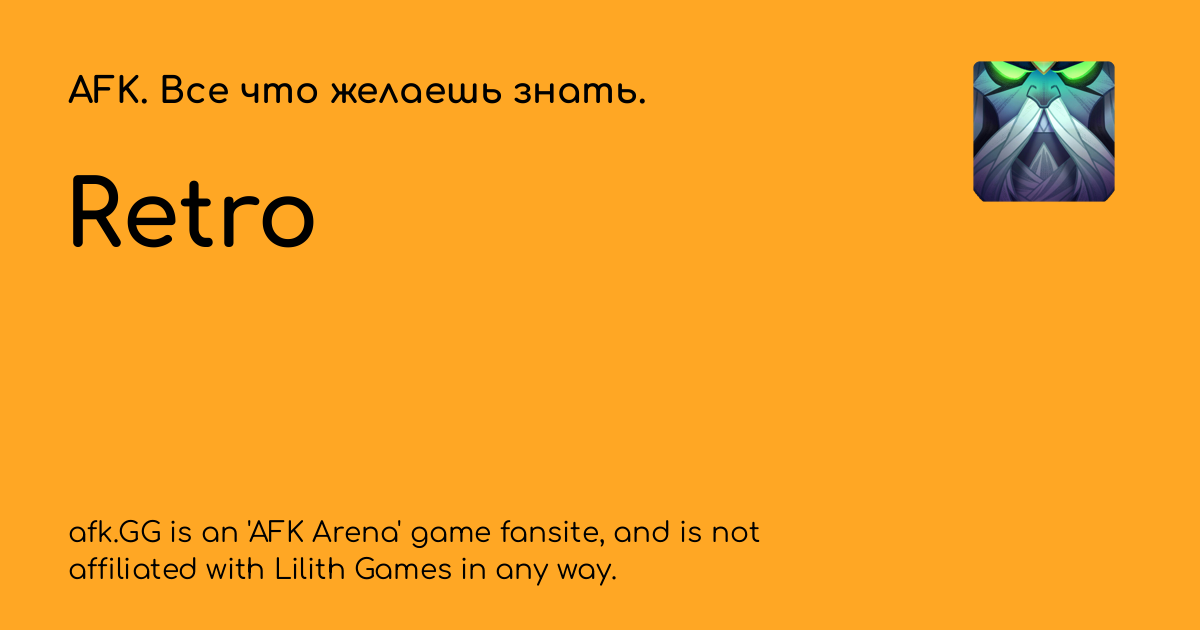 AFK. Все что желаешь знать.
Retro
afk.GG is an 'AFK Arena' game fansite, and is not
affiliated with Lilith Games in any way.